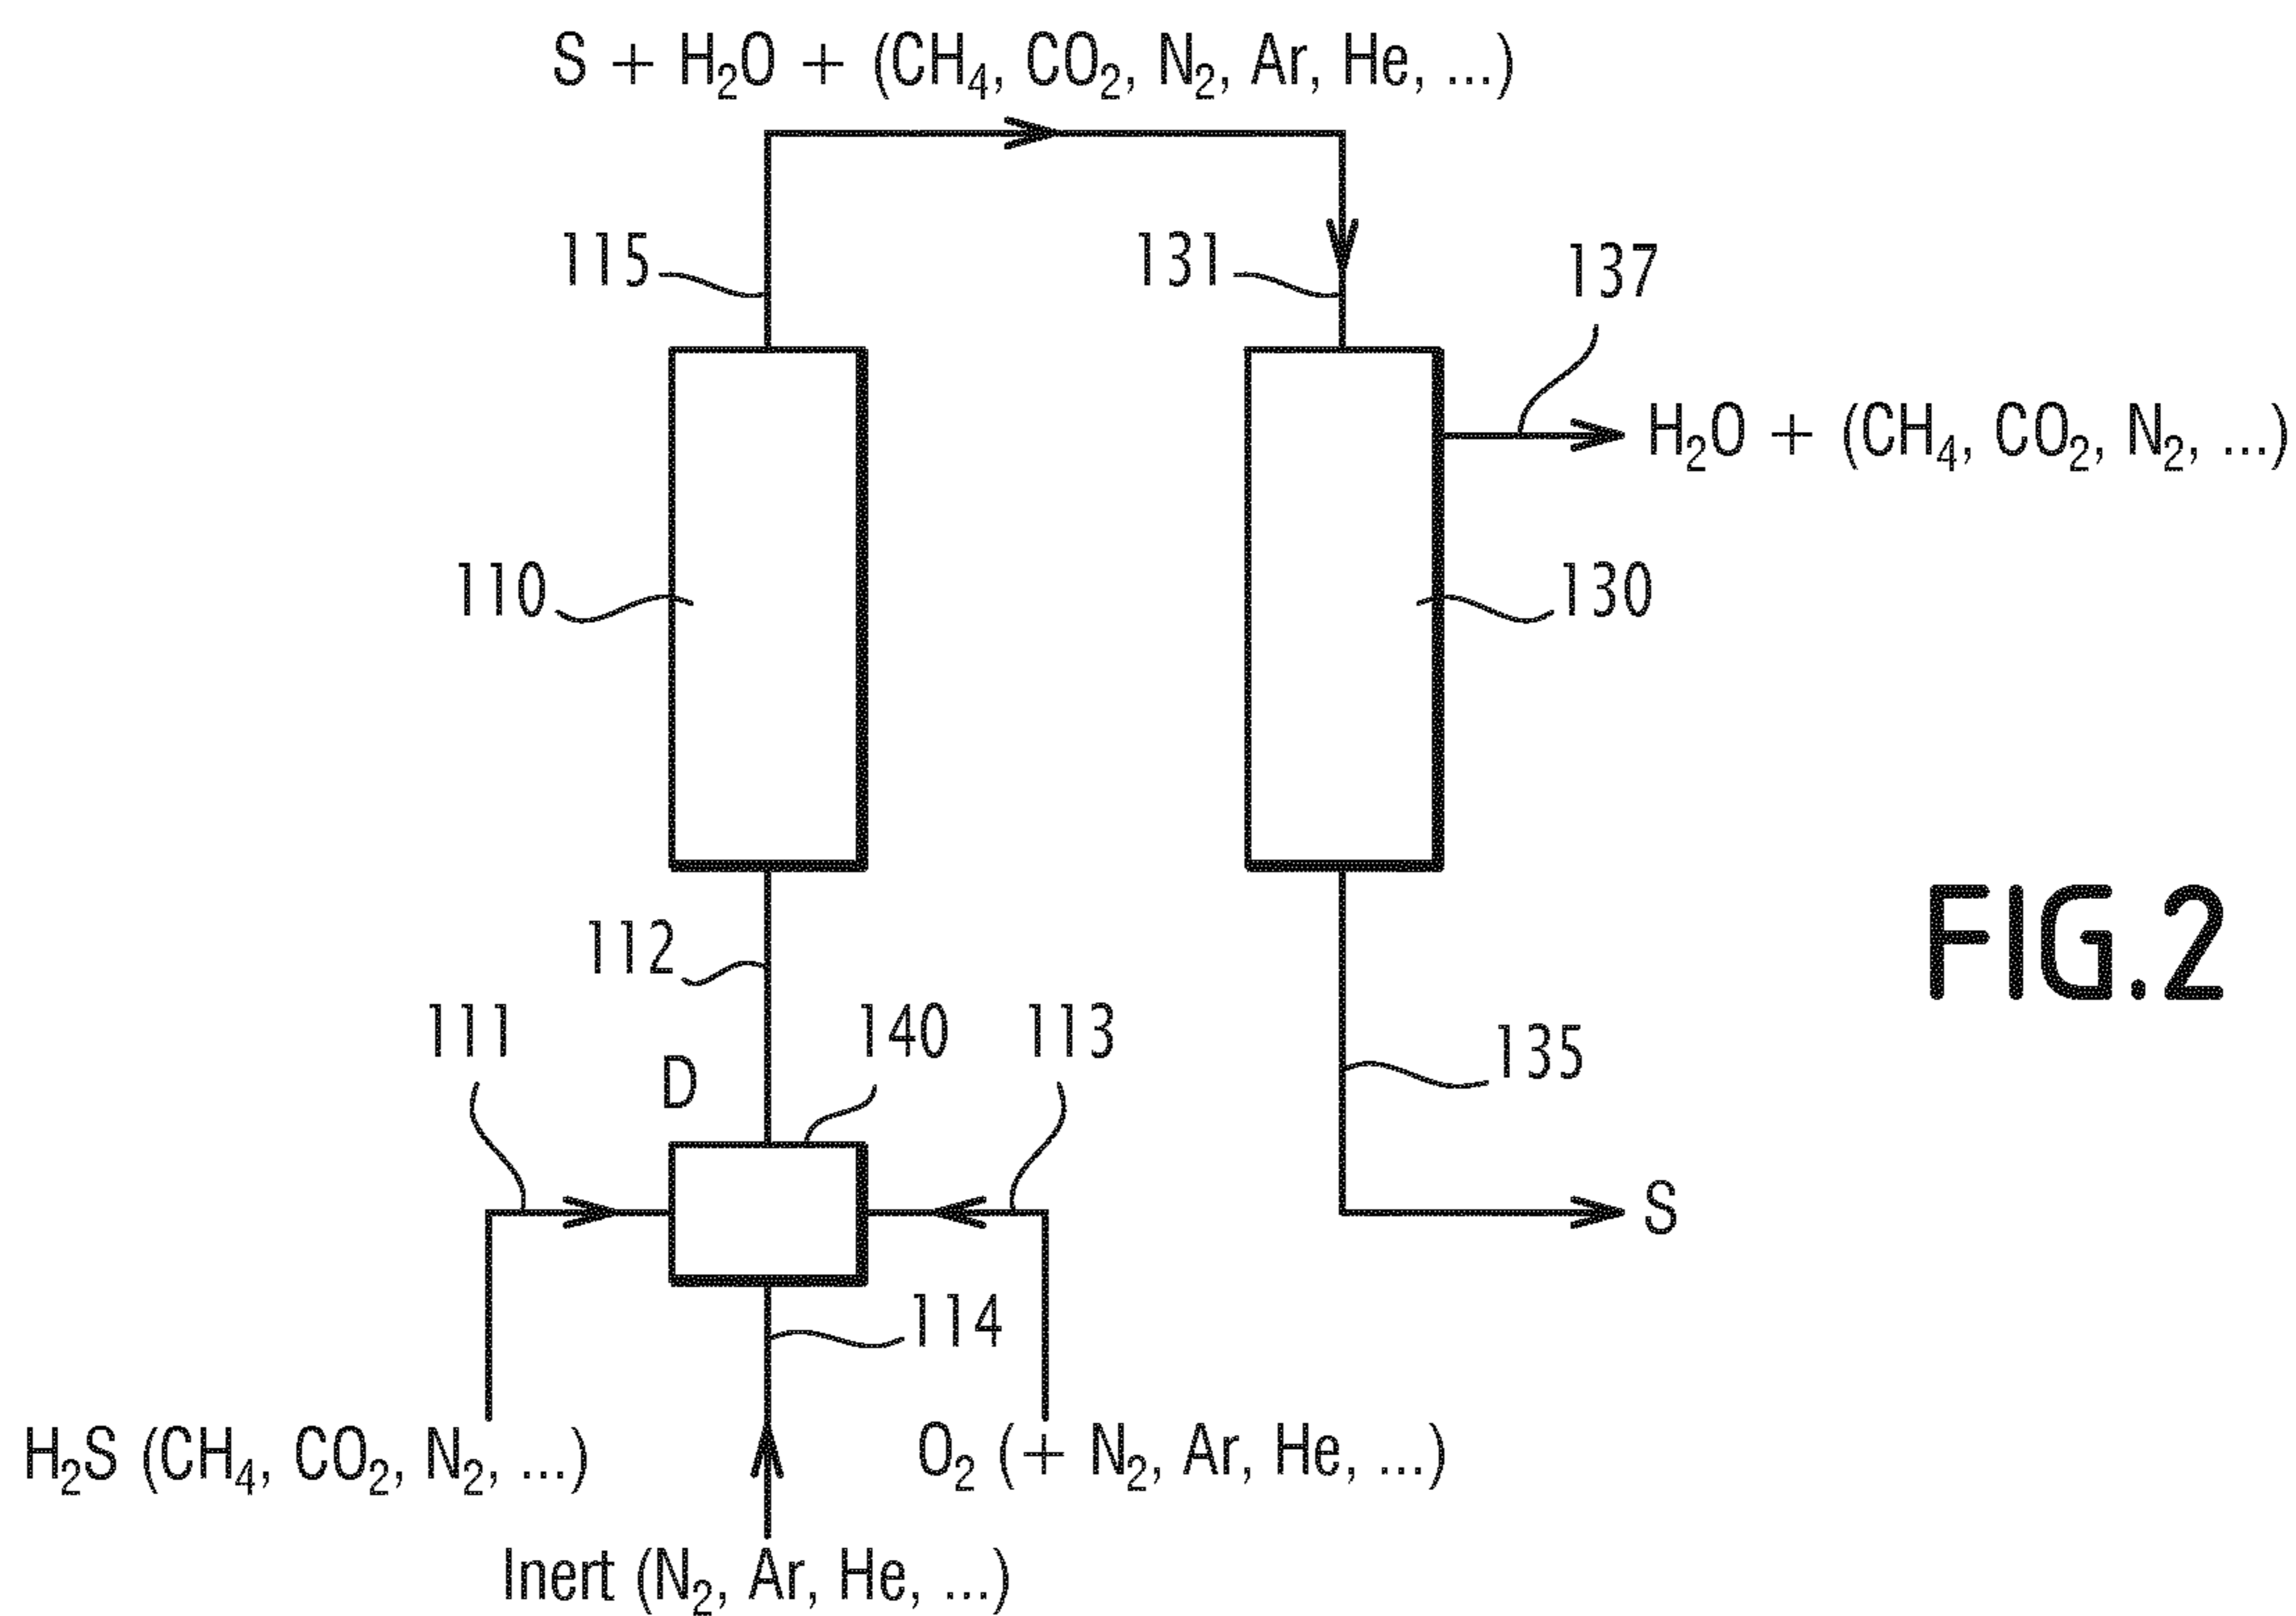 S + H₂O + (CH₄, CO₂, N₂, Ar, He, ...)
115
131
137
H₂O + (CH₄, CO₂, N₂, ...)
110
130
FIG.2
112
111
140
113
135
D
S
114
H₂S (CH₄, CO₂, N₂, ...)
O₂ (+ N₂, Ar, He, ...)
Inert (N₂, Ar, He, ...)